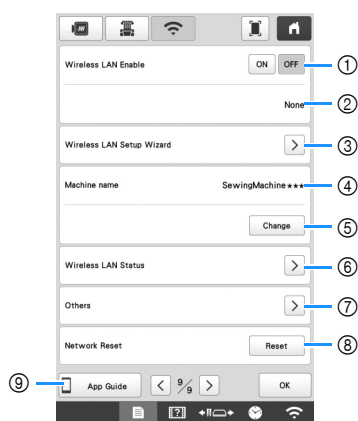 Wireless LAN Enable ON OFF ①
None ②
Wireless LAN Setup Wizard > ③
Machine name SewingMachine★★★ ④
Change ⑤
Wireless LAN Status > ⑥
Others > ⑦
Network Reset Reset ⑧
⑨ App Guide < 9/9 > OK